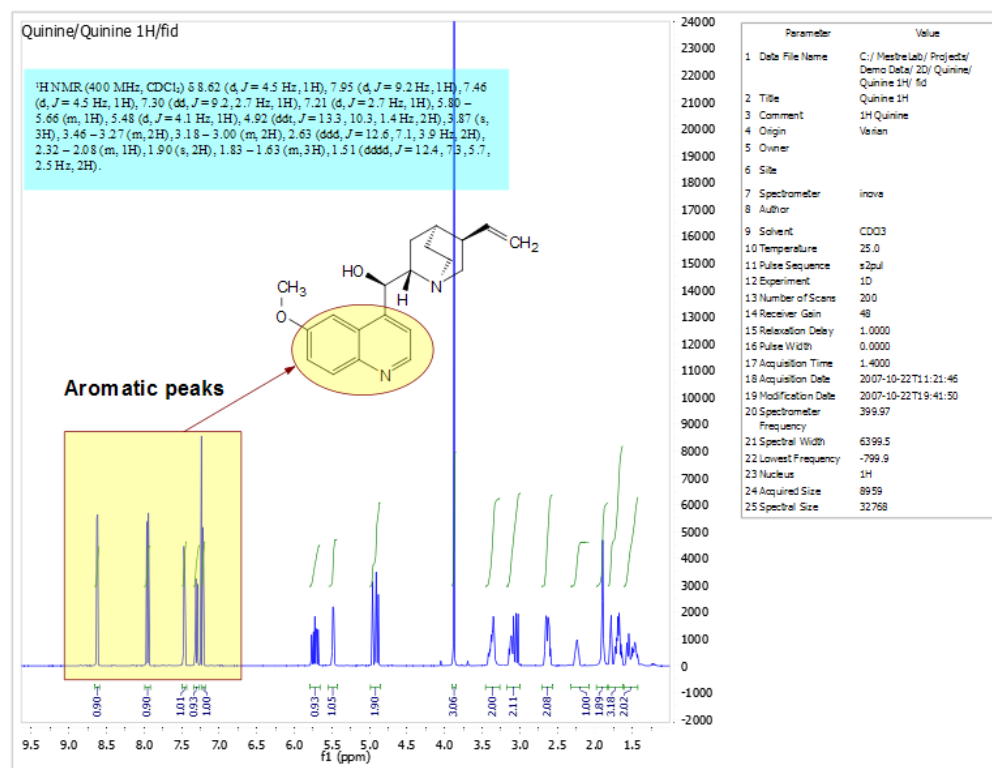 Quinine/Quinine 1H/fid
¹H NMR (400 MHz, CDCl₃) δ 8.62 (d, J = 4.5 Hz, 1H), 7.95 (d, J = 9.2 Hz, 1H), 7.46
(d, J = 4.5 Hz, 1H), 7.30 (dd, J = 9.2, 2.7 Hz, 1H), 7.21 (d, J = 2.7 Hz, 1H), 5.80 –
5.66 (m, 1H), 5.48 (d, J = 4.1 Hz, 1H), 4.92 (ddt, J = 13.3, 10.3, 1.4 Hz, 2H), 3.87 (s,
3H), 3.46 – 3.27 (m, 2H), 3.18 – 3.00 (m, 2H), 2.63 (ddd, J = 12.6, 7.1, 3.9 Hz, 2H),
2.32 – 2.08 (m, 1H), 1.90 (s, 2H), 1.83 – 1.63 (m, 3H), 1.51 (dddd, J = 12.4, 7.3, 5.7,
2.5 Hz, 2H).
CH₂
HO
H
N
CH₃
O
N
Aromatic peaks
0.90
0.90
1.01
0.93
1.00
0.93
1.05
1.90
3.06
2.00
2.11
2.08
1.00
1.89
3.18
2.02
9.5 9.0 8.5 8.0 7.5 7.0 6.5 6.0 5.5 5.0 4.5 4.0 3.5 3.0 2.5 2.0 1.5
f1 (ppm)
24000
23000
22000
21000
20000
19000
18000
17000
16000
15000
14000
13000
12000
11000
10000
9000
8000
7000
6000
5000
4000
3000
2000
1000
0
-1000
-2000
Parameter Value
1 Data File Name C:/ MestreLab/ Projects/
Demo Data/ 2D/ Quinine/
Quinine 1H/ fid
2 Title Quinine 1H
3 Comment 1H Quinine
4 Origin Varian
5 Owner
6 Site
7 Spectrometer inova
8 Author
9 Solvent CDCl3
10 Temperature 25.0
11 Pulse Sequence s2pul
12 Experiment 1D
13 Number of Scans 200
14 Receiver Gain 48
15 Relaxation Delay 1.0000
16 Pulse Width 0.0000
17 Acquisition Time 1.4000
18 Acquisition Date 2007-10-22T11:21:46
19 Modification Date 2007-10-22T19:41:50
20 Spectrometer 399.97
Frequency
21 Spectral Width 6399.5
22 Lowest Frequency -799.9
23 Nucleus 1H
24 Acquired Size 8959
25 Spectral Size 32768